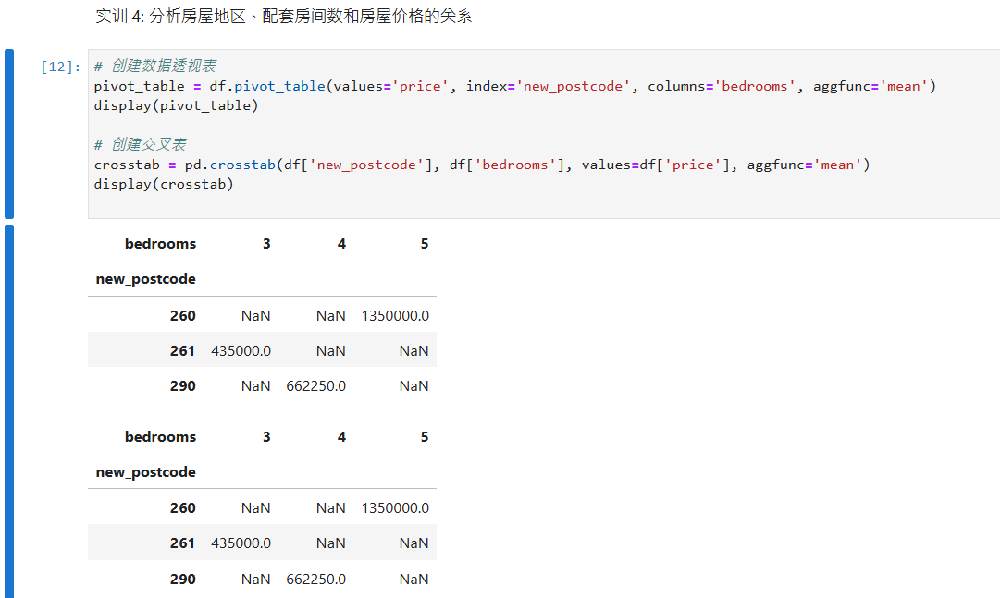 实训 4: 分析房屋地区、配套房间数和房屋价格的关系
[12]: # 创建数据透视表
pivot_table = df.pivot_table(values='price', index='new_postcode', columns='bedrooms', aggfunc='mean')
display(pivot_table)
# 创建交叉表
crosstab = pd.crosstab(df['new_postcode'], df['bedrooms'], values=df['price'], aggfunc='mean')
display(crosstab)
bedrooms 3 4 5
new_postcode
260 NaN NaN 1350000.0
261 435000.0 NaN NaN
290 NaN 662250.0 NaN
bedrooms 3 4 5
new_postcode
260 NaN NaN 1350000.0
261 435000.0 NaN NaN
290 NaN 662250.0 NaN